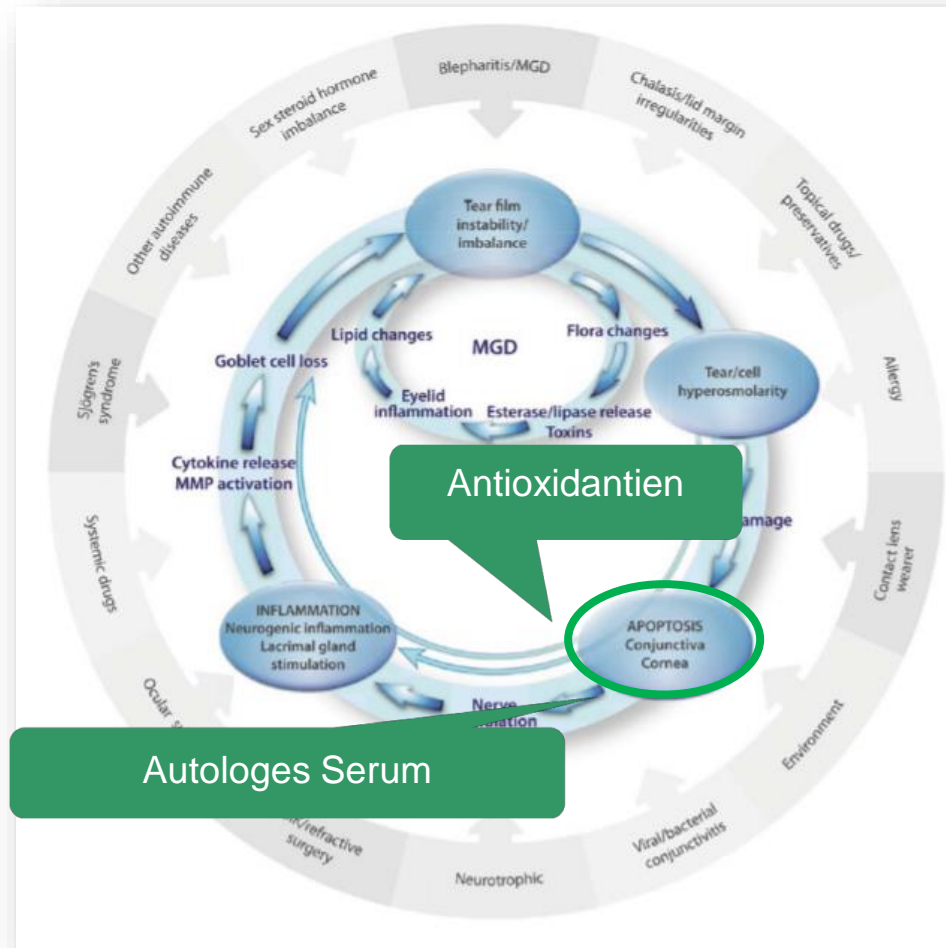 Blepharitis/MGD
Chalasis/lid margin
irregularities
Topical drugs/
preservatives
Allergy
Contact lens
wearer
Environment
Viral/bacterial
conjunctivitis
Neurotrophic
/refractive
surgery
Ocular
Systemic drugs
Sjögren's
syndrome
Other autoimmune
diseases
Sex steroid hormone
imbalance
Tear film
instability/
imbalance
Lipid changes
MGD
Flora changes
Goblet cell loss
Tear/cell
hyperosmolarity
Eyelid
inflammation
Esterase/lipase release
Toxins
Cytokine release
MMP activation
Antioxidantien
amage
INFLAMMATION
Neurogenic inflammation
Lacrimal gland
stimulation
APOPTOSIS
Conjunctiva
Cornea
Nerve
Autologes Serum